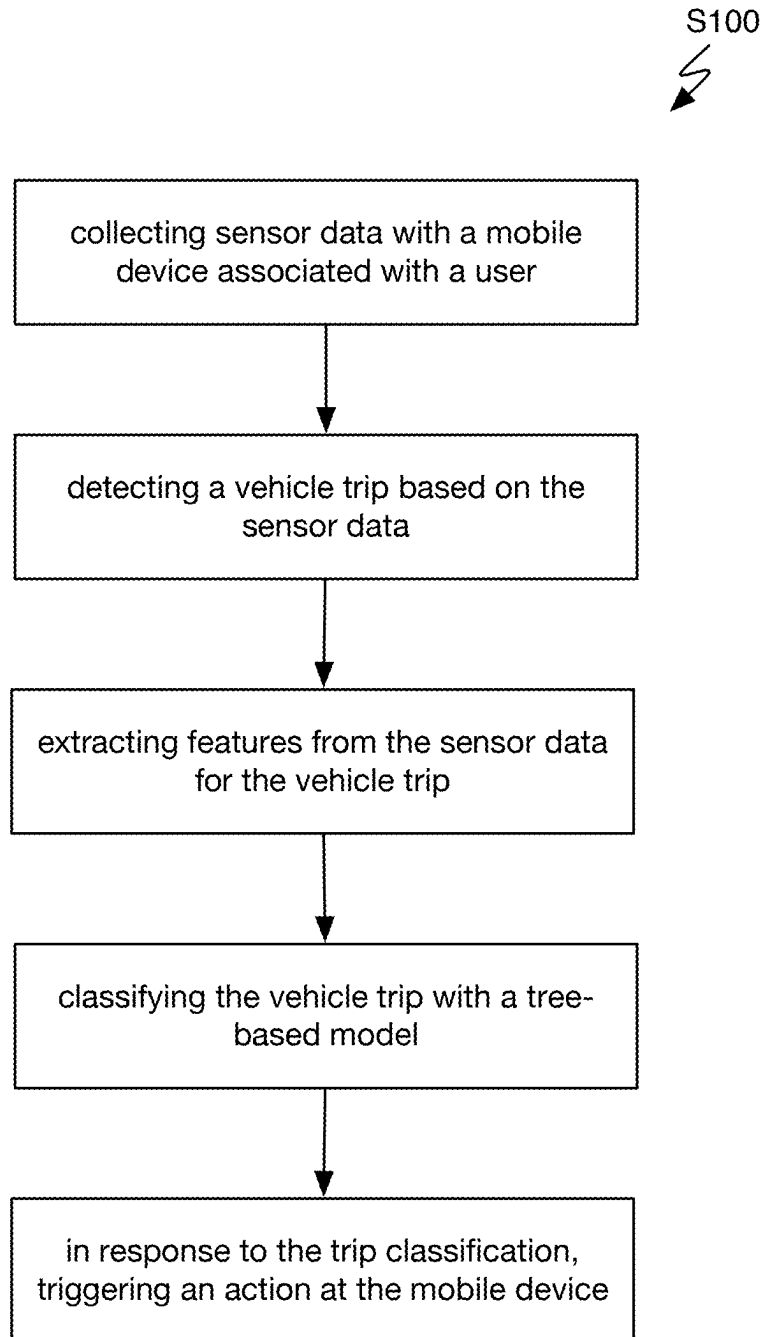 S100
collecting sensor data with a mobile
device associated with a user
detecting a vehicle trip based on the
sensor data
extracting features from the sensor data
for the vehicle trip
classifying the vehicle trip with a tree-
based model
in response to the trip classification,
triggering an action at the mobile device